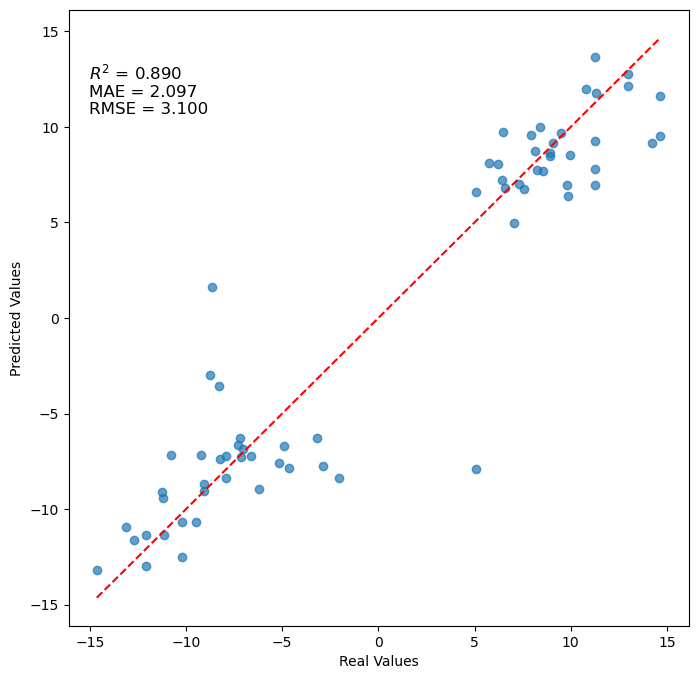 15
10
5
0
−5
−10
−15
Predicted Values
R² = 0.890
MAE = 2.097
RMSE = 3.100
−15 −10 −5 0 5 10 15
Real Values